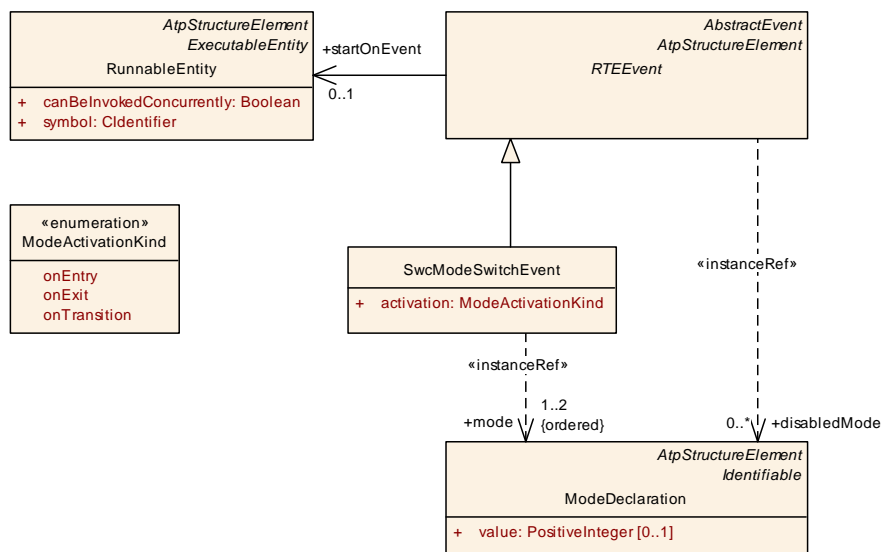 AtpStructureElement
ExecutableEntity
RunnableEntity
+ canBeInvokedConcurrently: Boolean
+ symbol: CIdentifier
+startOnEvent
0..1
AbstractEvent
AtpStructureElement
RTEEvent
«enumeration»
ModeActivationKind
onEntry
onExit
onTransition
SwcModeSwitchEvent
+ activation: ModeActivationKind
«instanceRef»
«instanceRef»
+mode
1..2
{ordered}
0..*
+disabledMode
AtpStructureElement
Identifiable
ModeDeclaration
+ value: PositiveInteger [0..1]